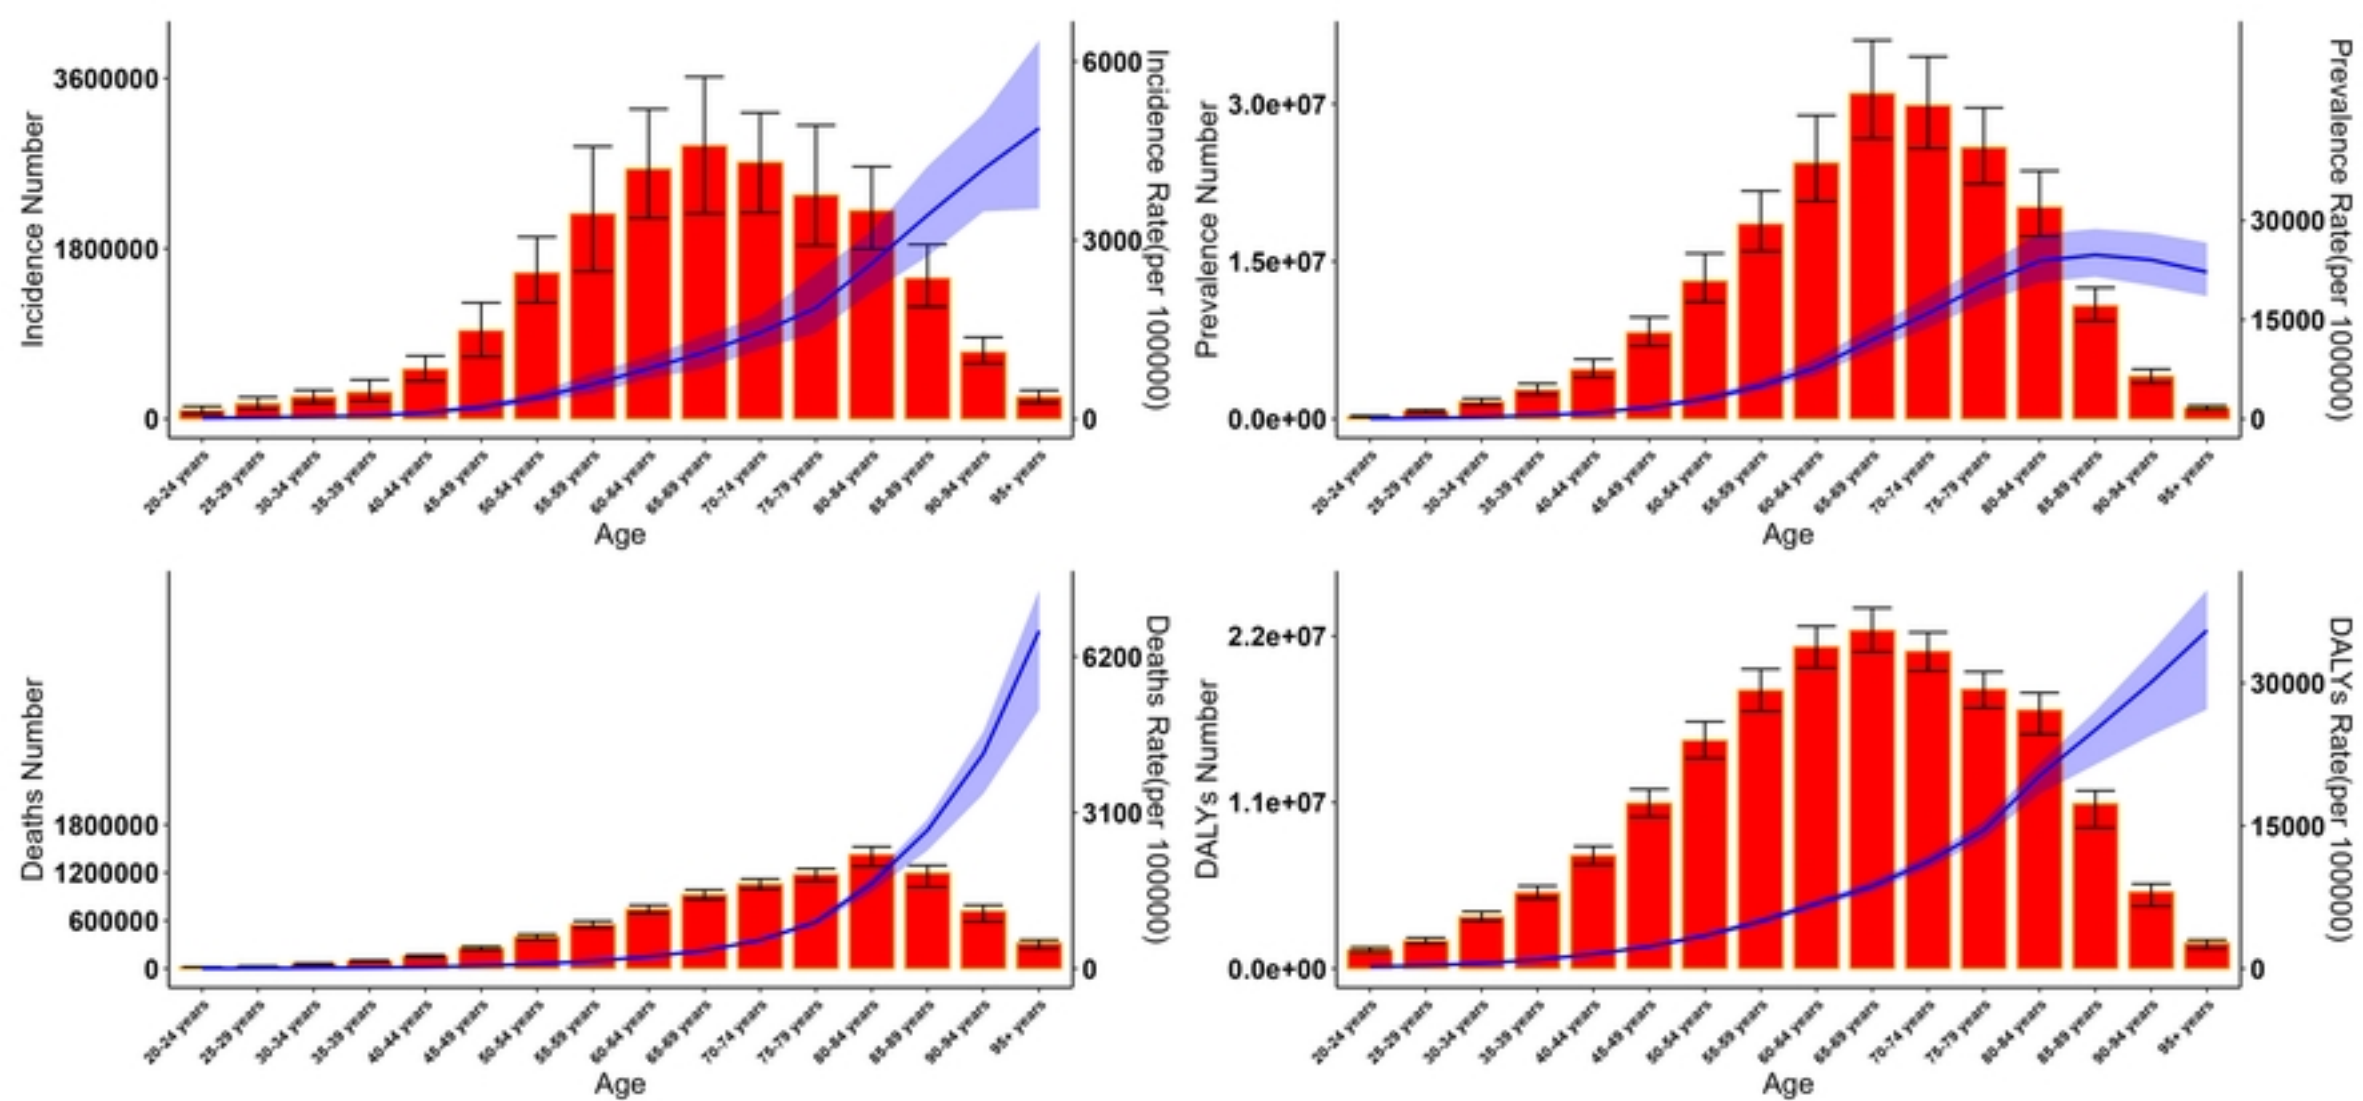 Incidence Number
3600000
1800000
0
6000
3000
0
Incidence Rate(per 100000)
20-24 years
25-29 years
30-34 years
35-39 years
40-44 years
45-49 years
50-54 years
55-59 years
60-64 years
65-69 years
70-74 years
75-79 years
80-84 years
85-89 years
90-94 years
95+ years
Age
Prevalence Number
3.0e+07
1.5e+07
0.0e+00
30000
15000
0
Prevalence Rate(per 100000)
20-24 years
25-29 years
30-34 years
35-39 years
40-44 years
45-49 years
50-54 years
55-59 years
60-64 years
65-69 years
70-74 years
75-79 years
80-84 years
85-89 years
90-94 years
95+ years
Age
Deaths Number
1800000
1200000
600000
0
6200
3100
0
Deaths Rate(per 100000)
20-24 years
25-29 years
30-34 years
35-39 years
40-44 years
45-49 years
50-54 years
55-59 years
60-64 years
65-69 years
70-74 years
75-79 years
80-84 years
85-89 years
90-94 years
95+ years
Age
DALYs Number
2.2e+07
1.1e+07
0.0e+00
30000
15000
0
DALYs Rate(per 100000)
20-24 years
25-29 years
30-34 years
35-39 years
40-44 years
45-49 years
50-54 years
55-59 years
60-64 years
65-69 years
70-74 years
75-79 years
80-84 years
85-89 years
90-94 years
95+ years
Age